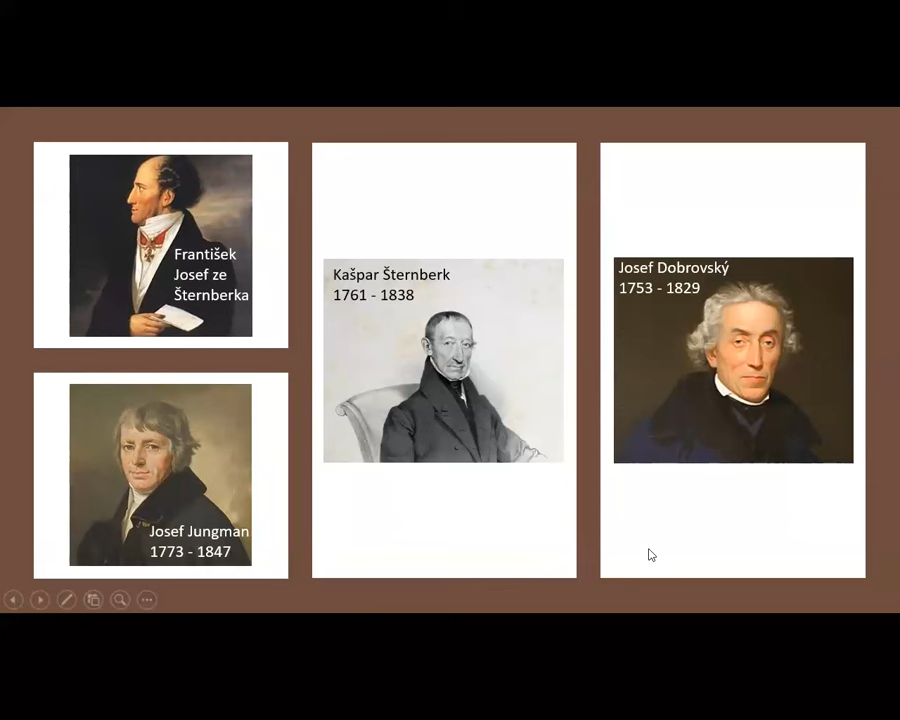 František
Josef ze
Šternberka
Josef Jungman
1773 - 1847
Kašpar Šternberk
1761 - 1838
Josef Dobrovský
1753 - 1829